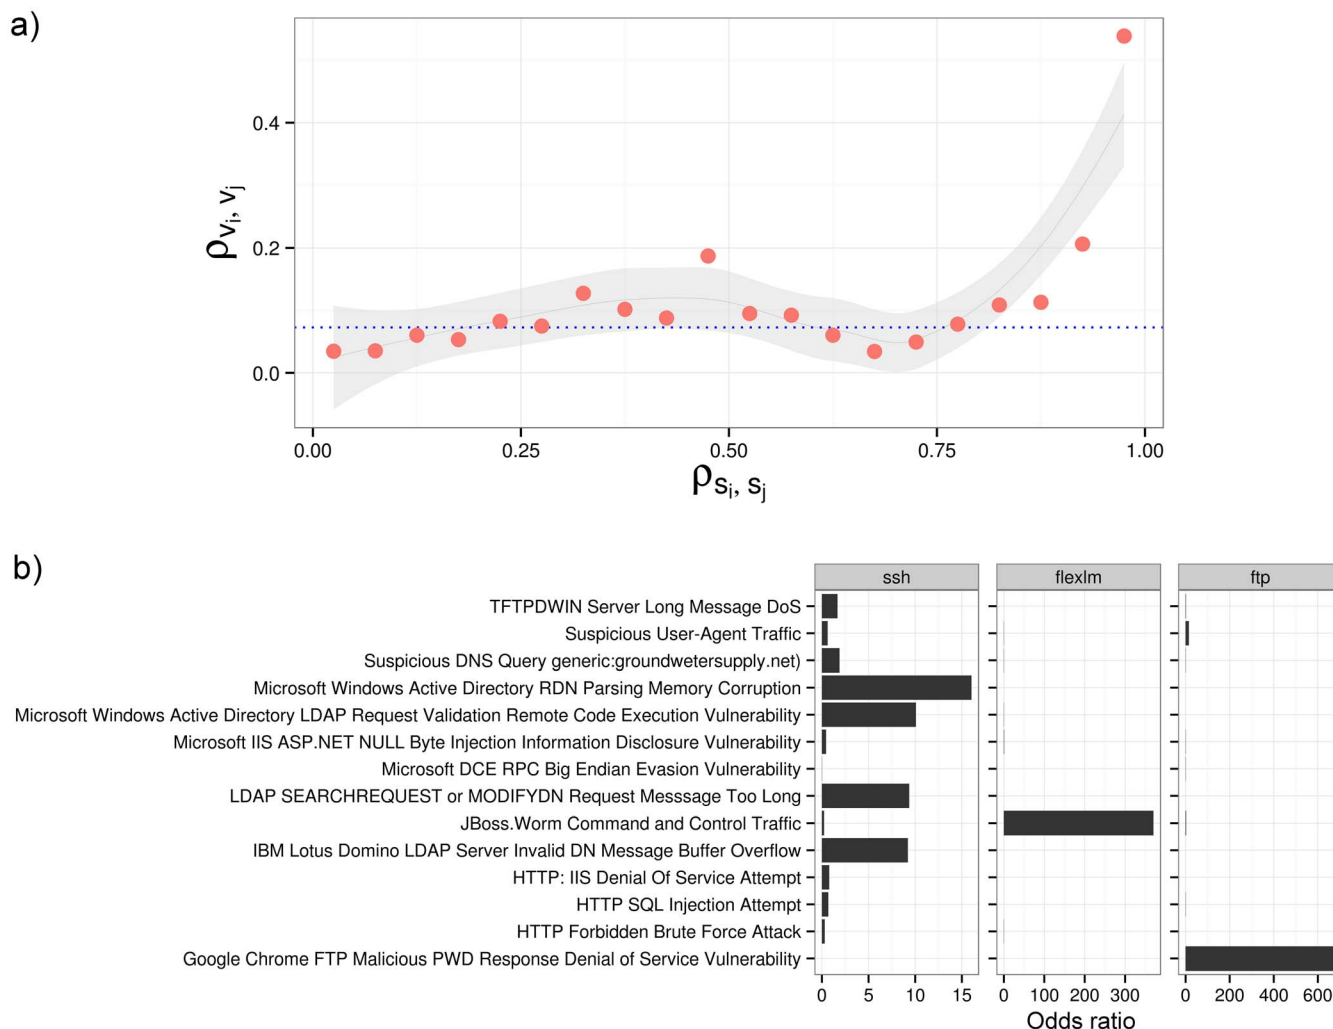 a)
0.4
0.2
0.0
ρvi, vj
0.00 0.25 0.50 0.75 1.00
ρsi, sj
b)
ssh flexlm ftp
TFTPDWIN Server Long Message DoS
Suspicious User-Agent Traffic
Suspicious DNS Query generic:groundwetersupply.net)
Microsoft Windows Active Directory RDN Parsing Memory Corruption
Microsoft Windows Active Directory LDAP Request Validation Remote Code Execution Vulnerability
Microsoft IIS ASP.NET NULL Byte Injection Information Disclosure Vulnerability
Microsoft DCE RPC Big Endian Evasion Vulnerability
LDAP SEARCHREQUEST or MODIFYDN Request Messsage Too Long
JBoss.Worm Command and Control Traffic
IBM Lotus Domino LDAP Server Invalid DN Message Buffer Overflow
HTTP: IIS Denial Of Service Attempt
HTTP SQL Injection Attempt
HTTP Forbidden Brute Force Attack
Google Chrome FTP Malicious PWD Response Denial of Service Vulnerability
0 5 10 15 0 100 200 300 0 200 400 600
Odds ratio